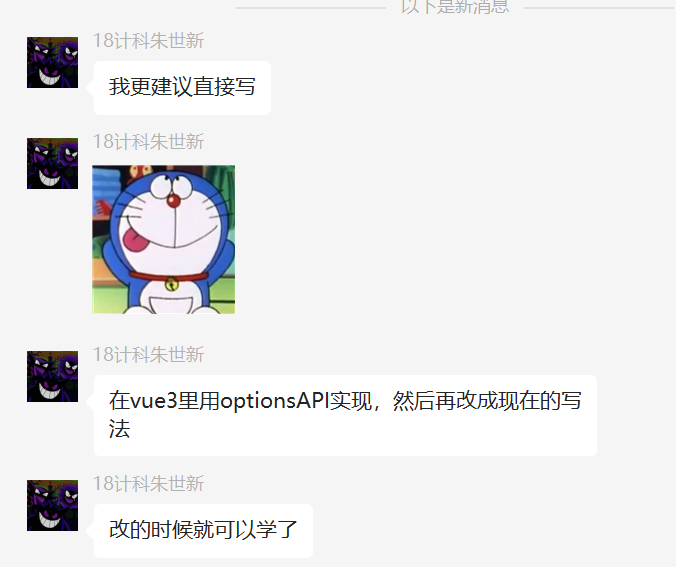 以下是新消息
18计科朱世新
我更建议直接写
18计科朱世新
18计科朱世新
在vue3里用optionsAPI实现，然后再改成现在的写
法
18计科朱世新
改的时候就可以学了